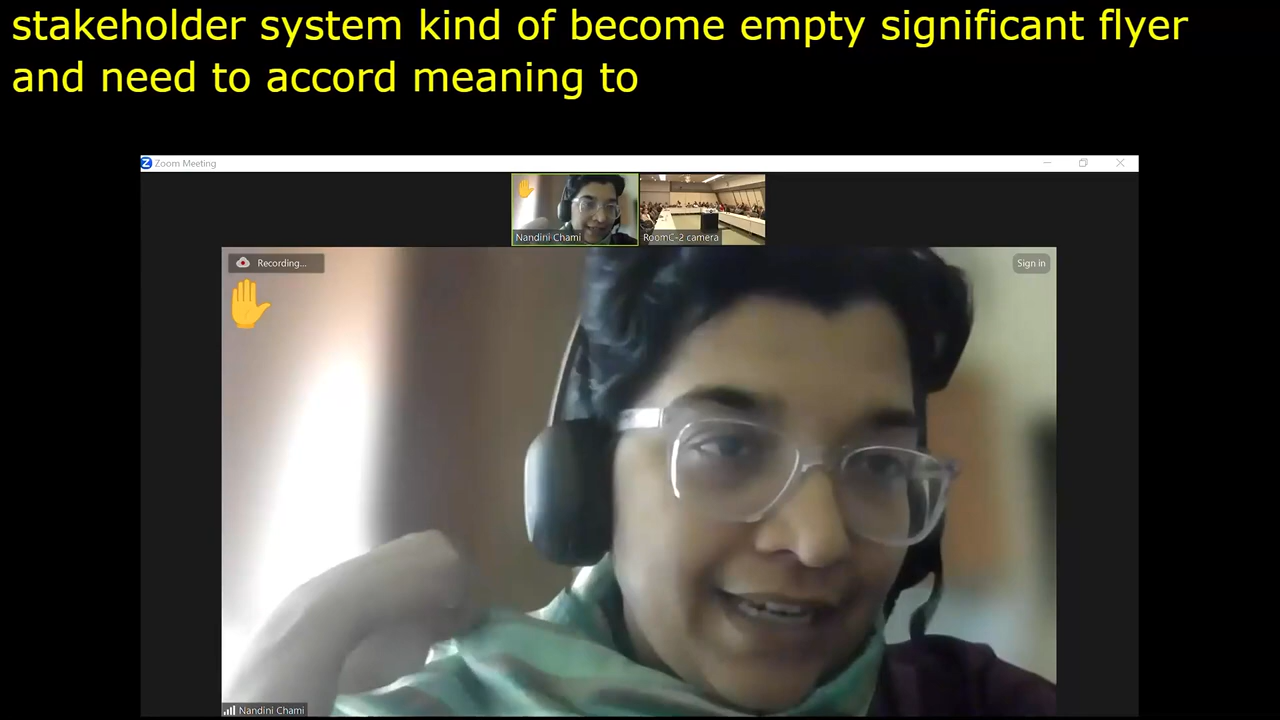 stakeholder system kind of become empty significant flyer
and need to accord meaning to
Zoom Meeting
Nandini Chami
RoomC-2 camera
Recording...
Sign in
Nandini Chami